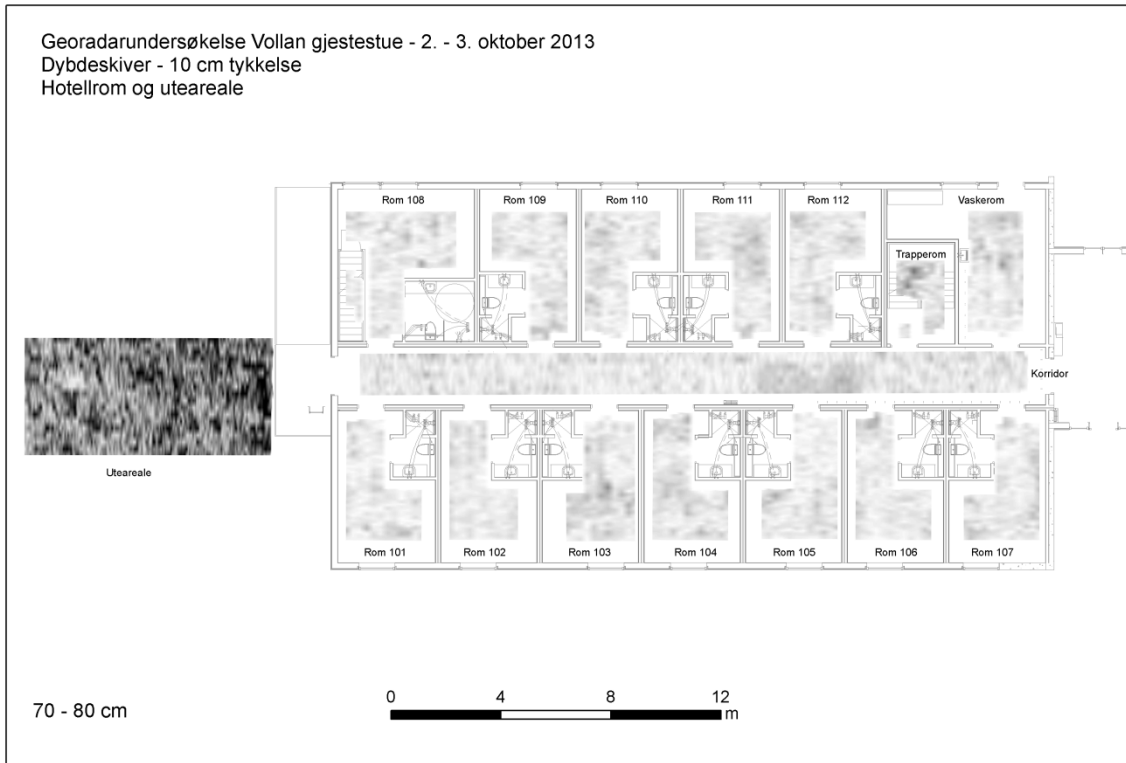 Georadarundersøkelse Vollan gjestestue - 2. - 3. oktober 2013
Dybdeskiver - 10 cm tykkelse
Hotellrom og uteareale
Rom 108
Rom 109
Rom 110
Rom 111
Rom 112
Vaskerom
Trapperom
Korridor
Uteareale
Rom 101
Rom 102
Rom 103
Rom 104
Rom 105
Rom 106
Rom 107
70 - 80 cm
0 4 8 12
m